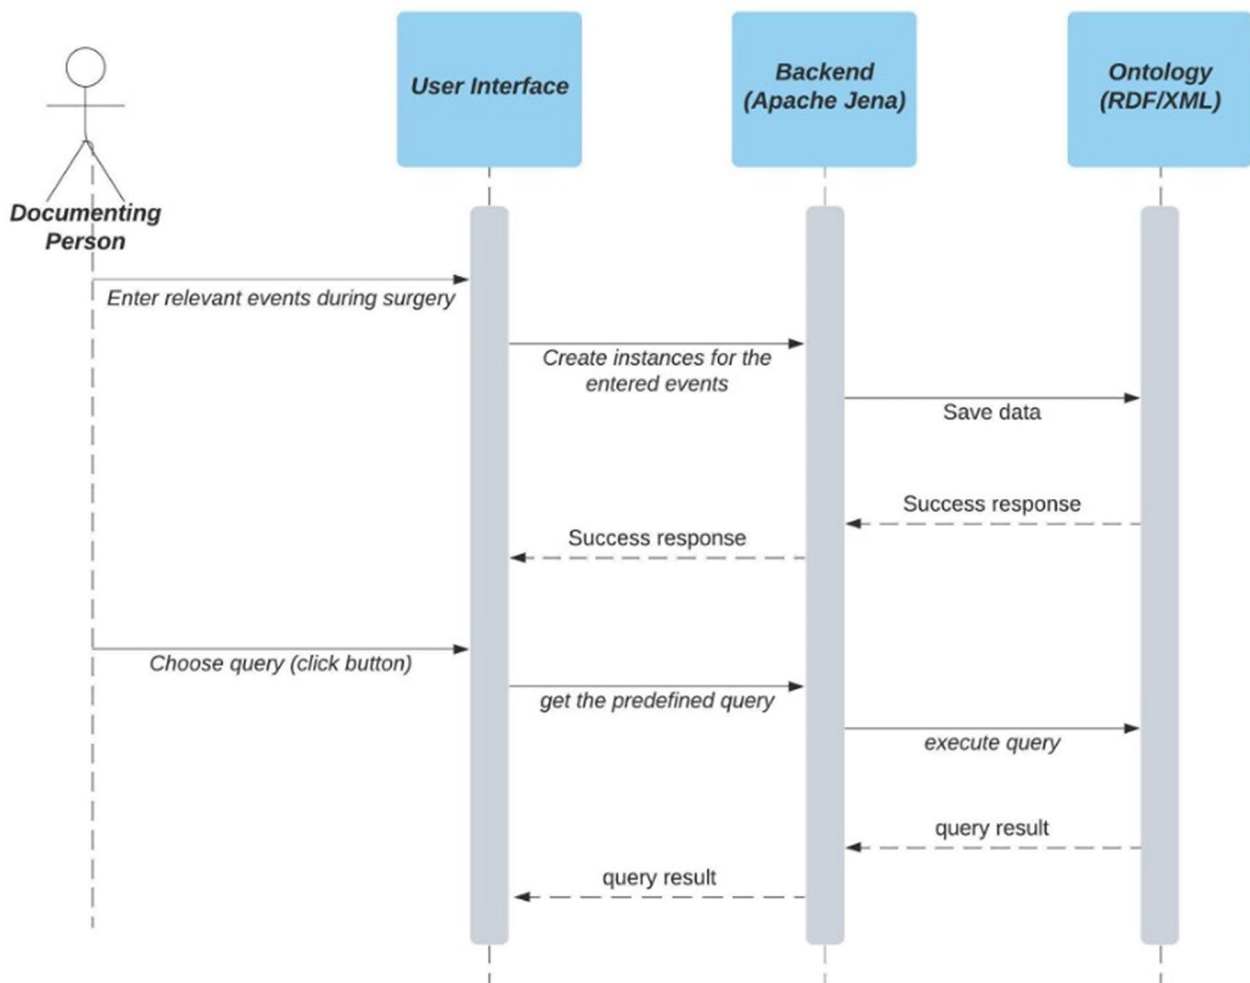 User Interface
Backend
(Apache Jena)
Ontology
(RDF/XML)
Documenting
Person
Enter relevant events during surgery
Create instances for the
entered events
Save data
Success response
Success response
Choose query (click button)
get the predefined query
execute query
query result
query result